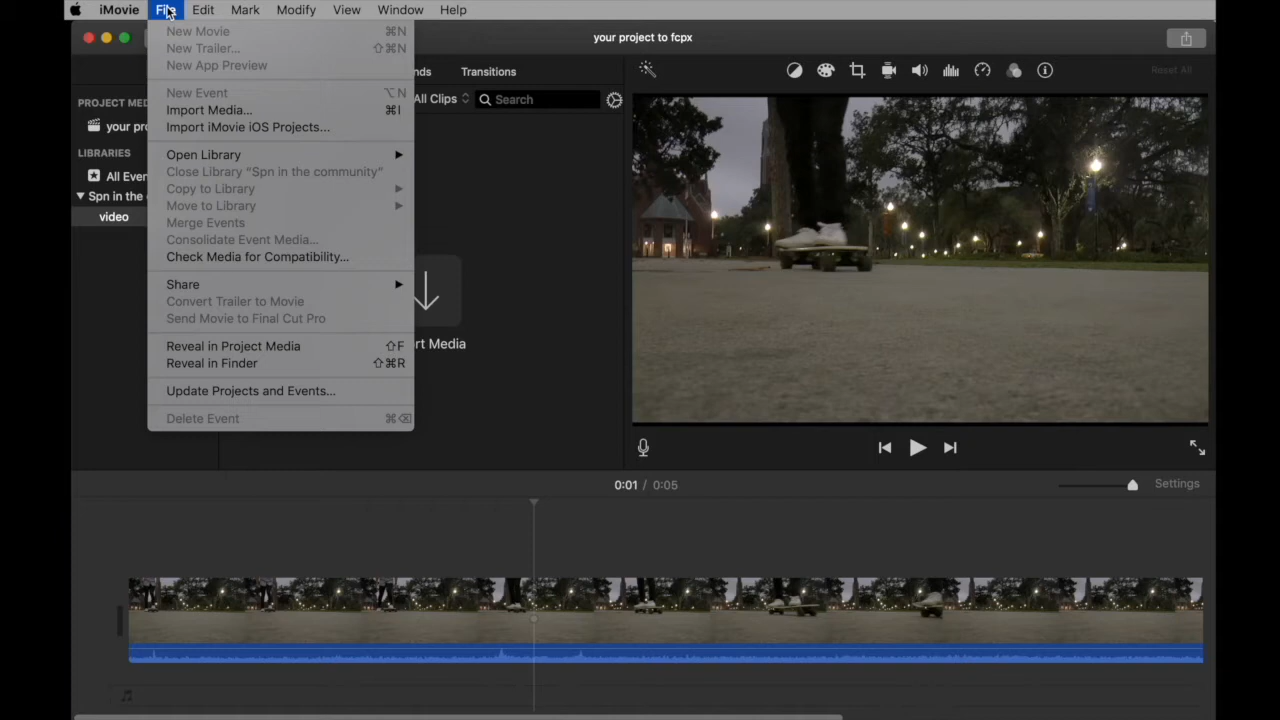 iMovie File Edit Mark Modify View Window Help
your project to fcpx
New Movie ⌘N
New Trailer... ⇧⌘N
New App Preview
New Event ⌥N
Import Media... ⌘I
Import iMovie iOS Projects...
Open Library
Close Library "Spn in the community"
Copy to Library
Move to Library
Merge Events
Consolidate Event Media...
Check Media for Compatibility...
Share
Convert Trailer to Movie
Send Movie to Final Cut Pro
Reveal in Project Media ⇧F
Reveal in Finder ⇧⌘R
Update Projects and Events...
Delete Event ⌘⌫
nds Transitions
Reset All
PROJECT MED
All Clips Search
your pro
LIBRARIES
All Even
Spn in the
video
rt Media
0:01 / 0:05
Settings